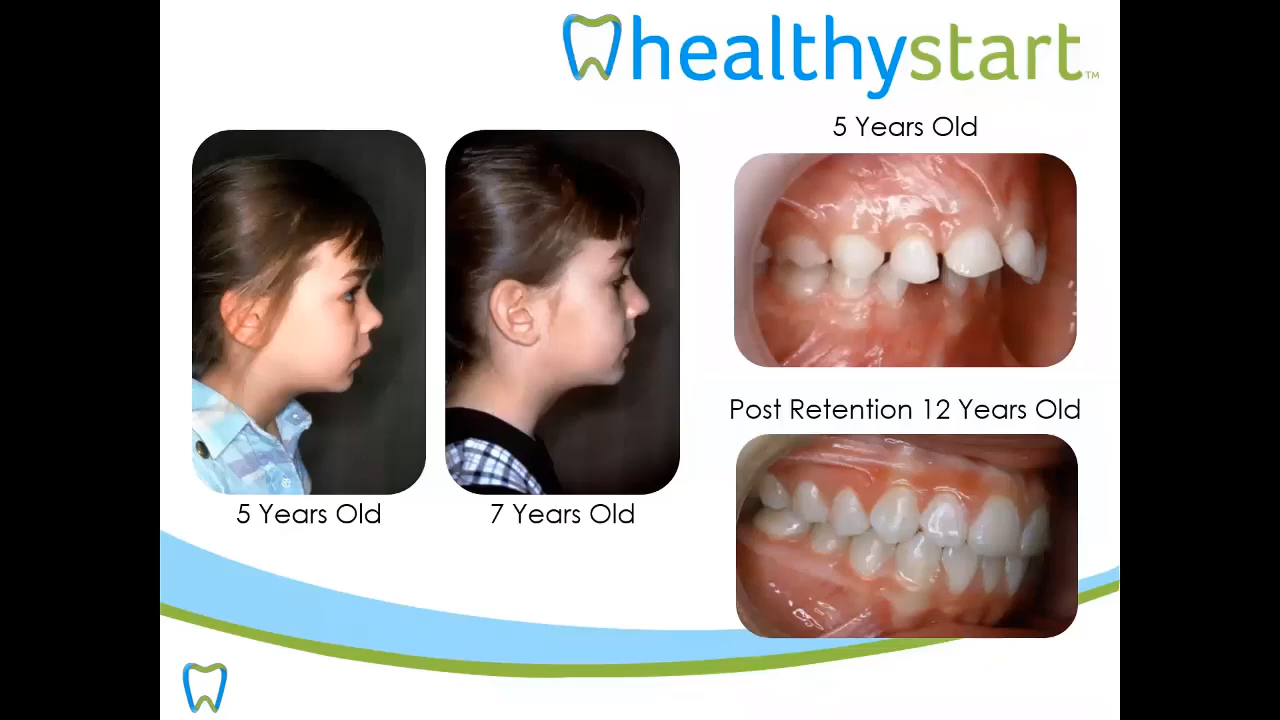 healthystart™
5 Years Old
Post Retention 12 Years Old
5 Years Old
7 Years Old